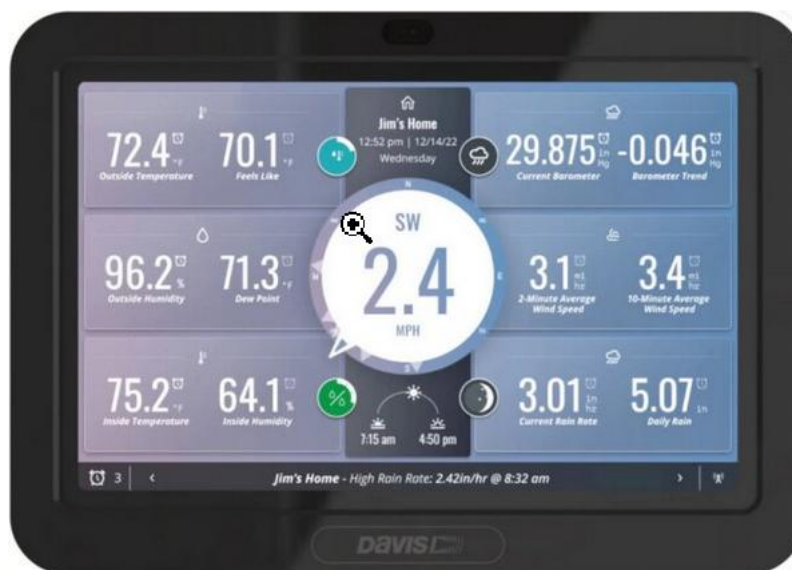 Jim's Home
12:52 pm | 12/14/22
Wednesday
72.4 °F 70.1 °F
Outside Temperature Feels Like
29.875 in Hg -0.046 in Hg
Current Barometer Barometer Trend
96.2 % 71.3 °F
Outside Humidity Dew Point
N
SW
2.4
MPH
E
S
3.1 mi hz 3.4 mi hz
2-Minute Average Wind Speed 10-Minute Average Wind Speed
75.2 °F 64.1 %
Inside Temperature Inside Humidity
7:15 am 4:50 pm
3.01 in hz 5.07 in
Current Rain Rate Daily Rain
3 < Jim's Home - High Rain Rate: 2.42in/hr @ 8:32 am >
DAVIS